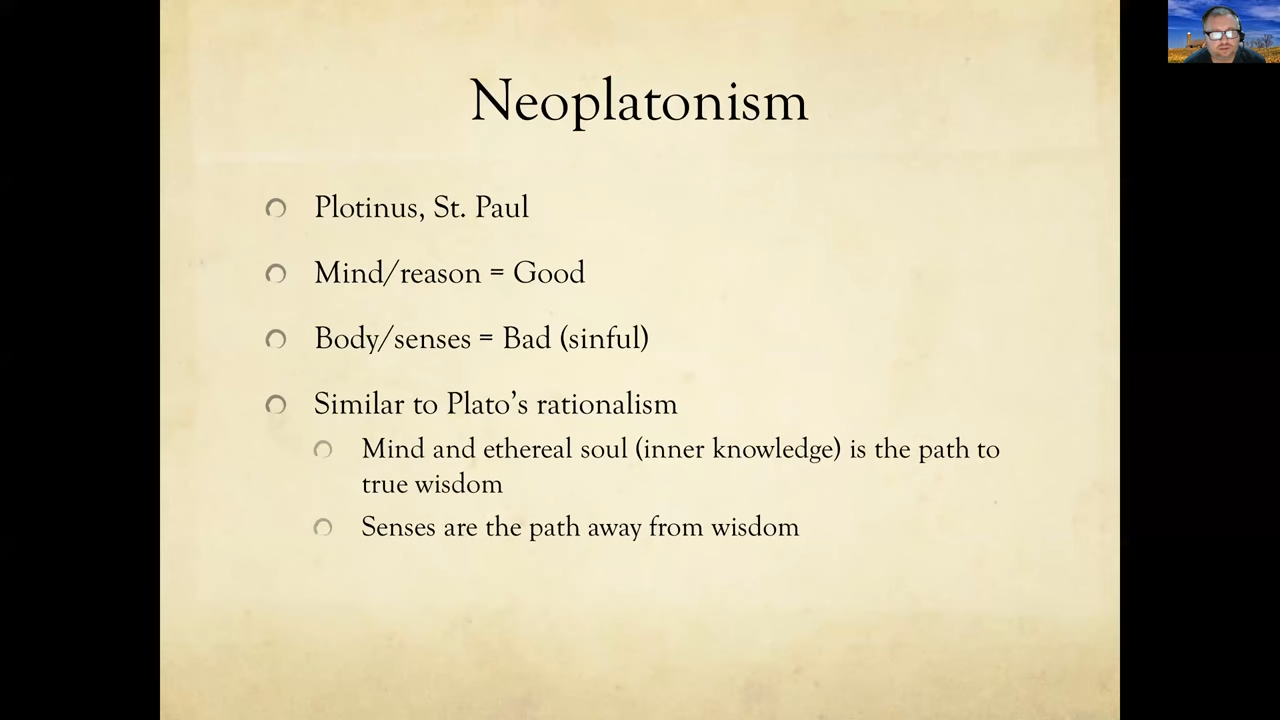 Neoplatonism
Plotinus, St. Paul
Mind/reason = Good
Body/senses = Bad (sinful)
Similar to Plato’s rationalism
Mind and ethereal soul (inner knowledge) is the path to
true wisdom
Senses are the path away from wisdom